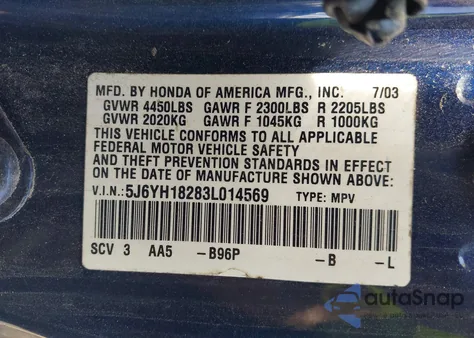 MFD. BY HONDA OF AMERICA MFG., INC. 7/03
GVWR 4450LBS GAWR F 2300LBS R 2205LBS
GVWR 2020KG GAWR F 1045KG R 1000KG
THIS VEHICLE CONFORMS TO ALL APPLICABLE
FEDERAL MOTOR VEHICLE SAFETY
AND THEFT PREVENTION STANDARDS IN EFFECT
ON THE DATE OF MANUFACTURE SHOWN ABOVE:
V.I.N.: 5J6YH18283L014569 TYPE: MPV
SCV 3 AA5 -B96P -B -L
autoSnap